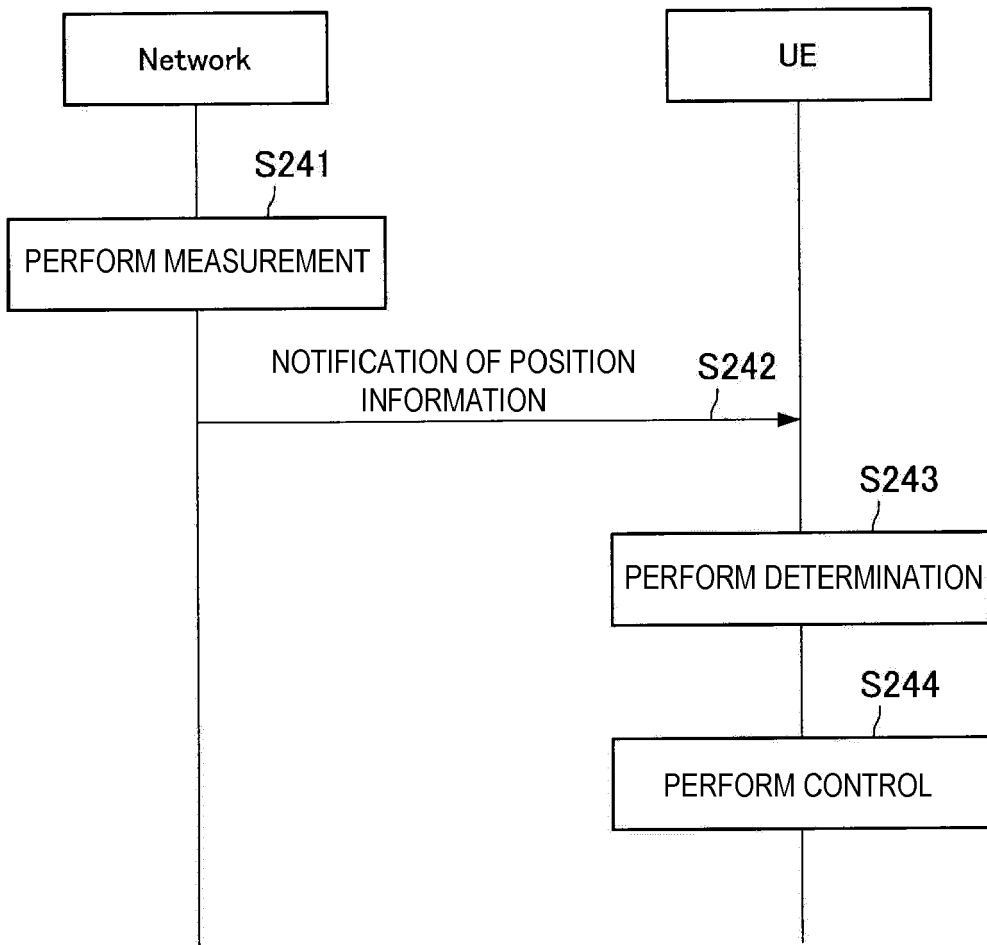 Network
UE
S241
PERFORM MEASUREMENT
NOTIFICATION OF POSITION
INFORMATION
S242
S243
PERFORM DETERMINATION
S244
PERFORM CONTROL